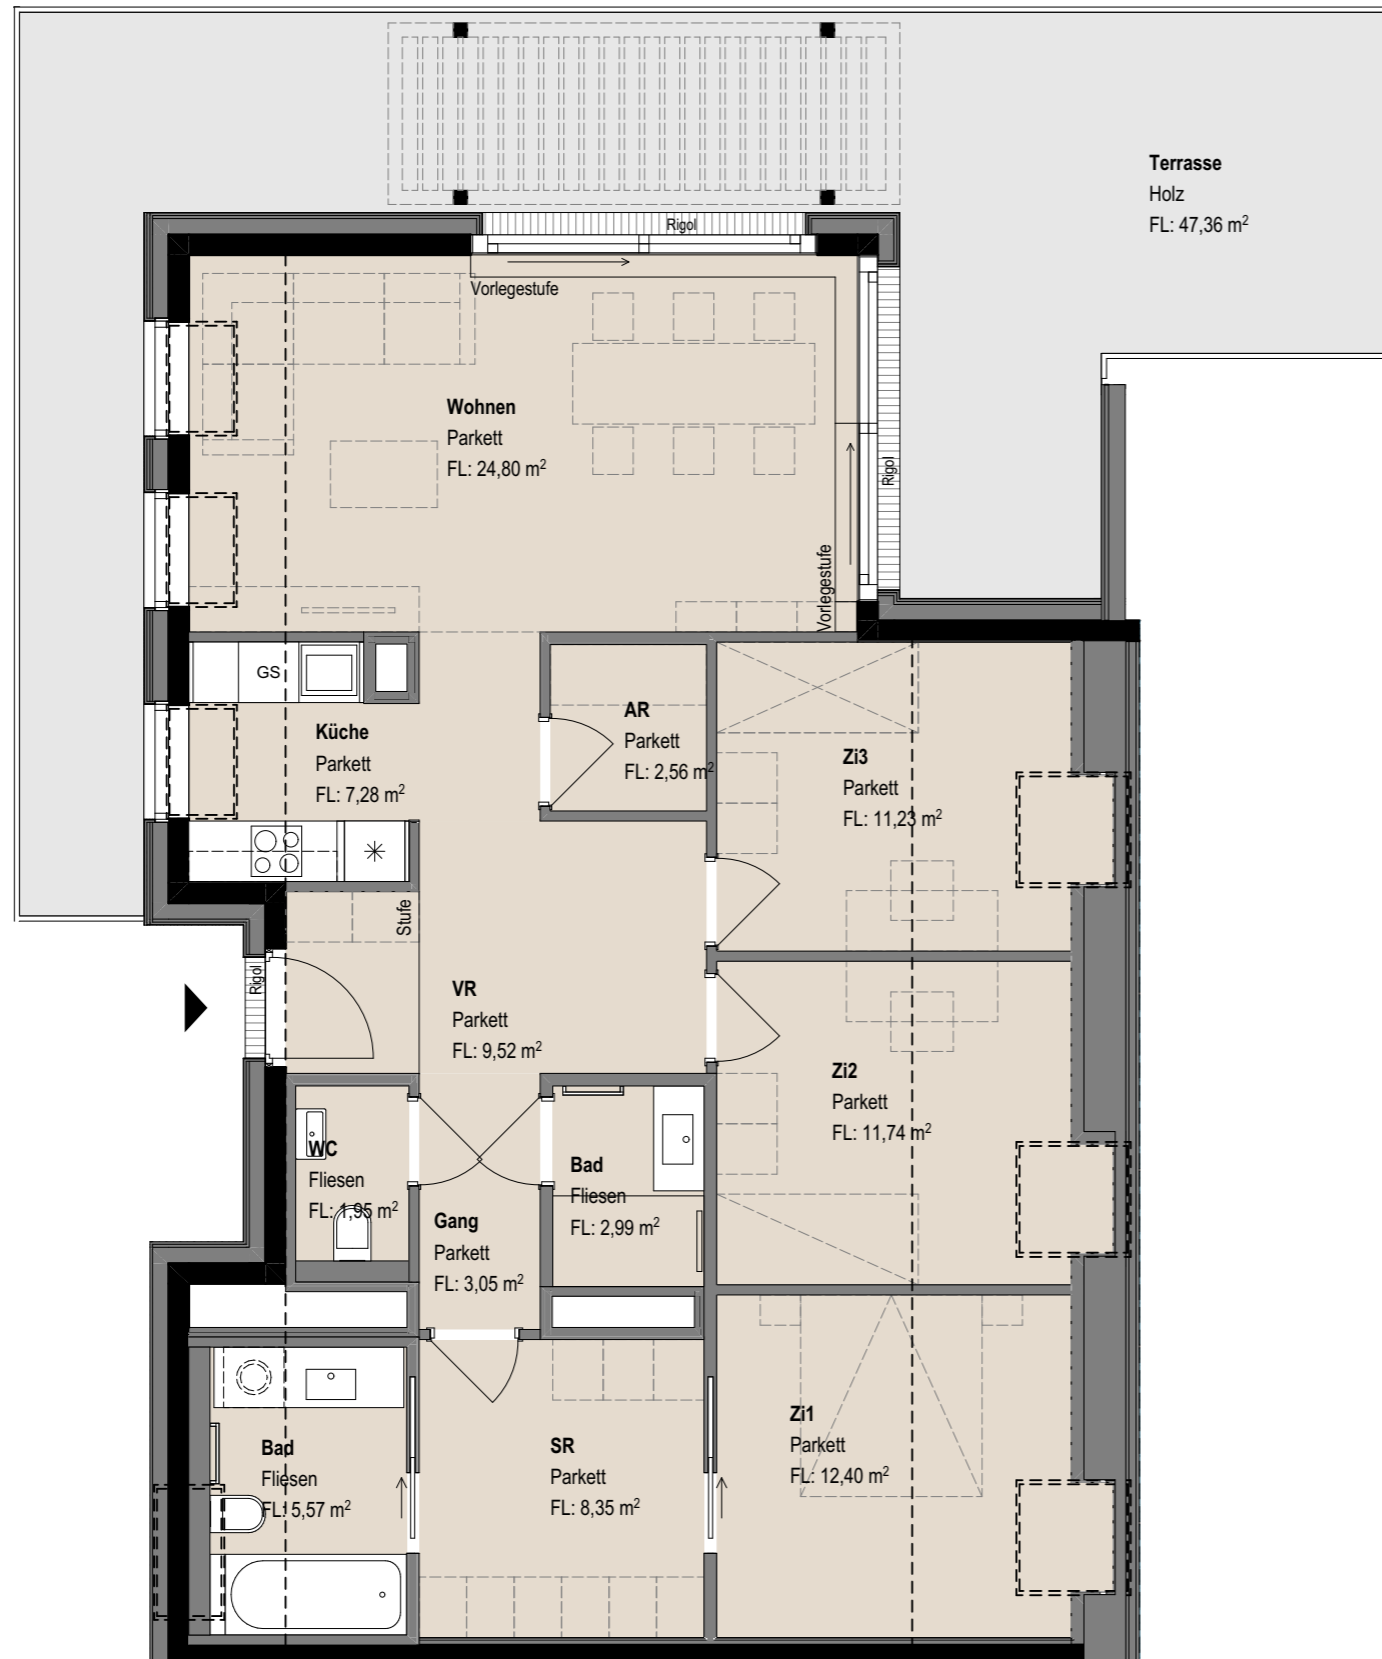 Terrasse
Holz
FL: 47,36 m²
Rigol
Vorlegestufe
Wohnen
Parkett
FL: 24,80 m²
Rigol
Vorlegestufe
GS
Küche
Parkett
FL: 7,28 m²
AR
Parkett
FL: 2,56 m²
Zi3
Parkett
FL: 11,23 m²
Stufe
Rigol
VR
Parkett
FL: 9,52 m²
Zi2
Parkett
FL: 11,74 m²
WC
Fliesen
FL: 1,95 m²
Bad
Fliesen
FL: 2,99 m²
Gang
Parkett
FL: 3,05 m²
Bad
Fliesen
FL: 5,57 m²
SR
Parkett
FL: 8,35 m²
Zi1
Parkett
FL: 12,40 m²